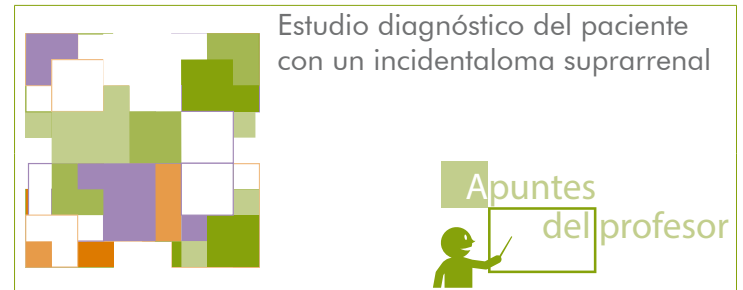 Estudio diagnóstico del paciente
con un incidentaloma suprarrenal
Apuntes
del profesor